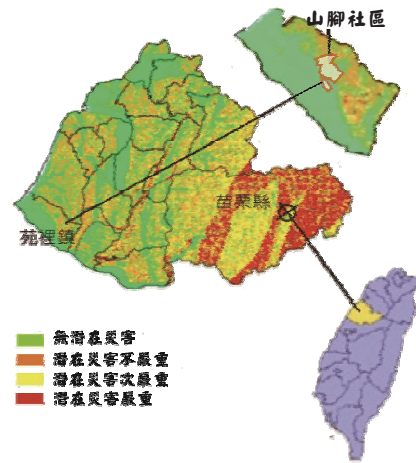 山腳社區
苗栗縣
苑裡鎮
無潛在災害
潛在災害不嚴重
潛在災害次嚴重
潛在災害嚴重